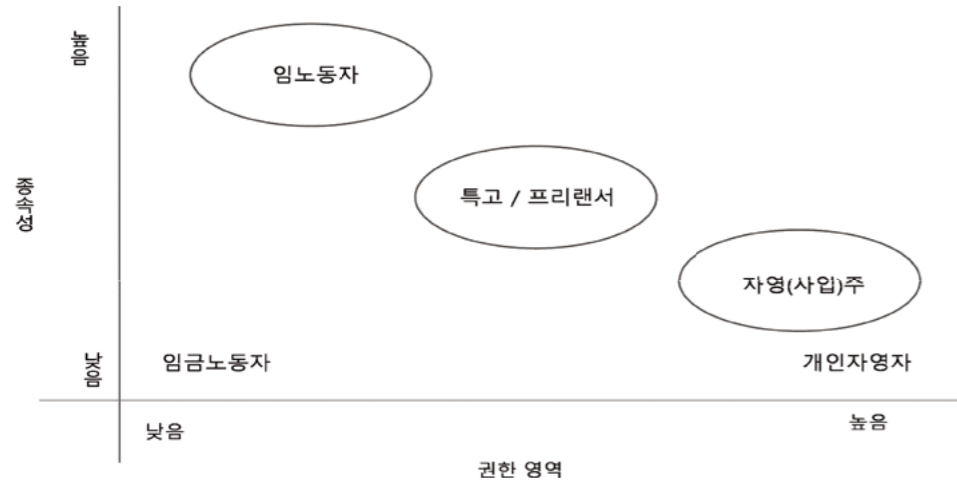 높음
임노동자
종속성
특고 / 프리랜서
자영(사입)주
낮음
임금노동자
개인자영자
낮음
높음
권한 영역